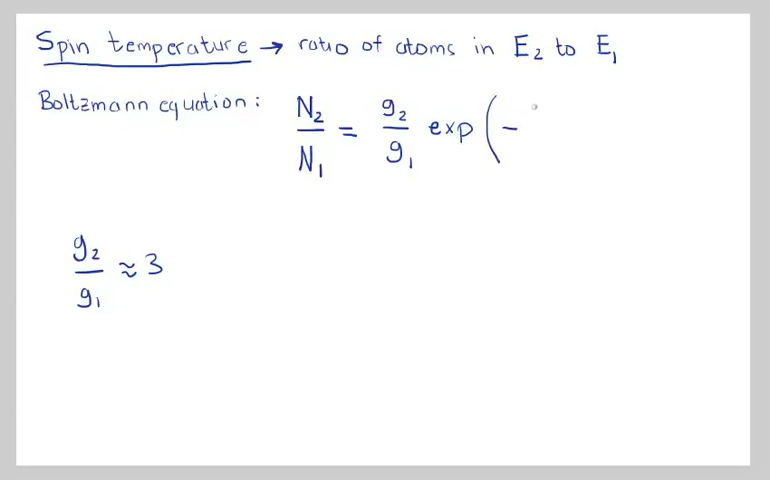 Spin temperature → ratio of atoms in E₂ to E₁
Boltzmann equation: N₂/N₁ = g₂/g₁ exp ( −
g₂/g₁ ≈ 3